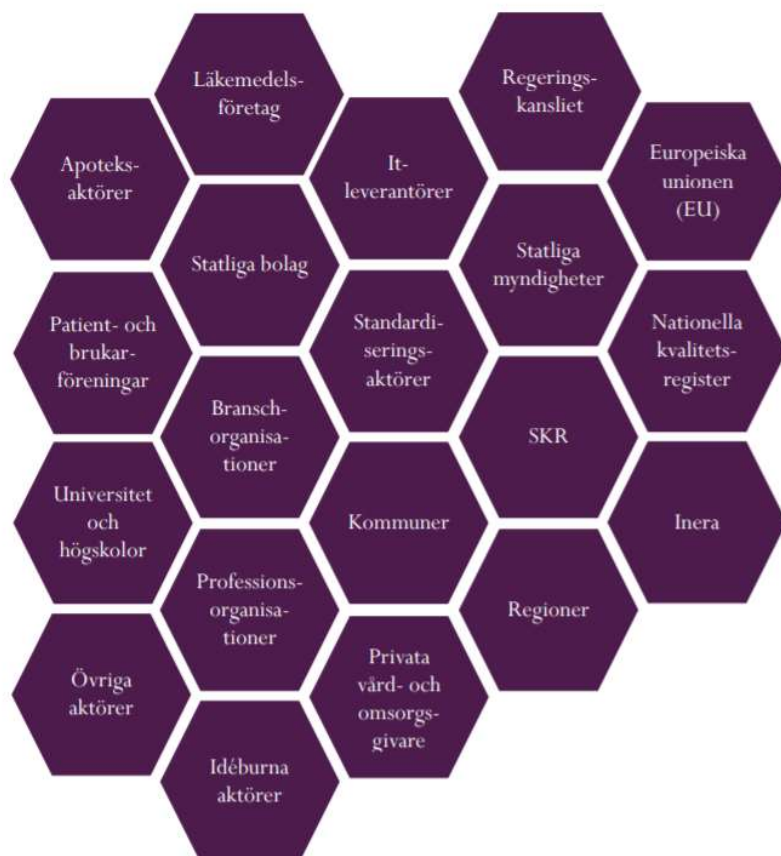 Läkemedels-
företag
Regerings-
kansliet
Apoteks-
aktörer
It-
leverantörer
Europeiska
unionen
(EU)
Statliga bolag
Statliga
myndigheter
Patient- och
brukar-
föreningar
Standardi-
serings-
aktörer
Nationella
kvalitets-
register
Bransch-
organisa-
tioner
SKR
Universitet
och
högskolor
Kommuner
Inera
Professions-
organisa-
tioner
Regioner
Övriga
aktörer
Privata
vård- och
omsorgs-
givare
Idéburna
aktörer